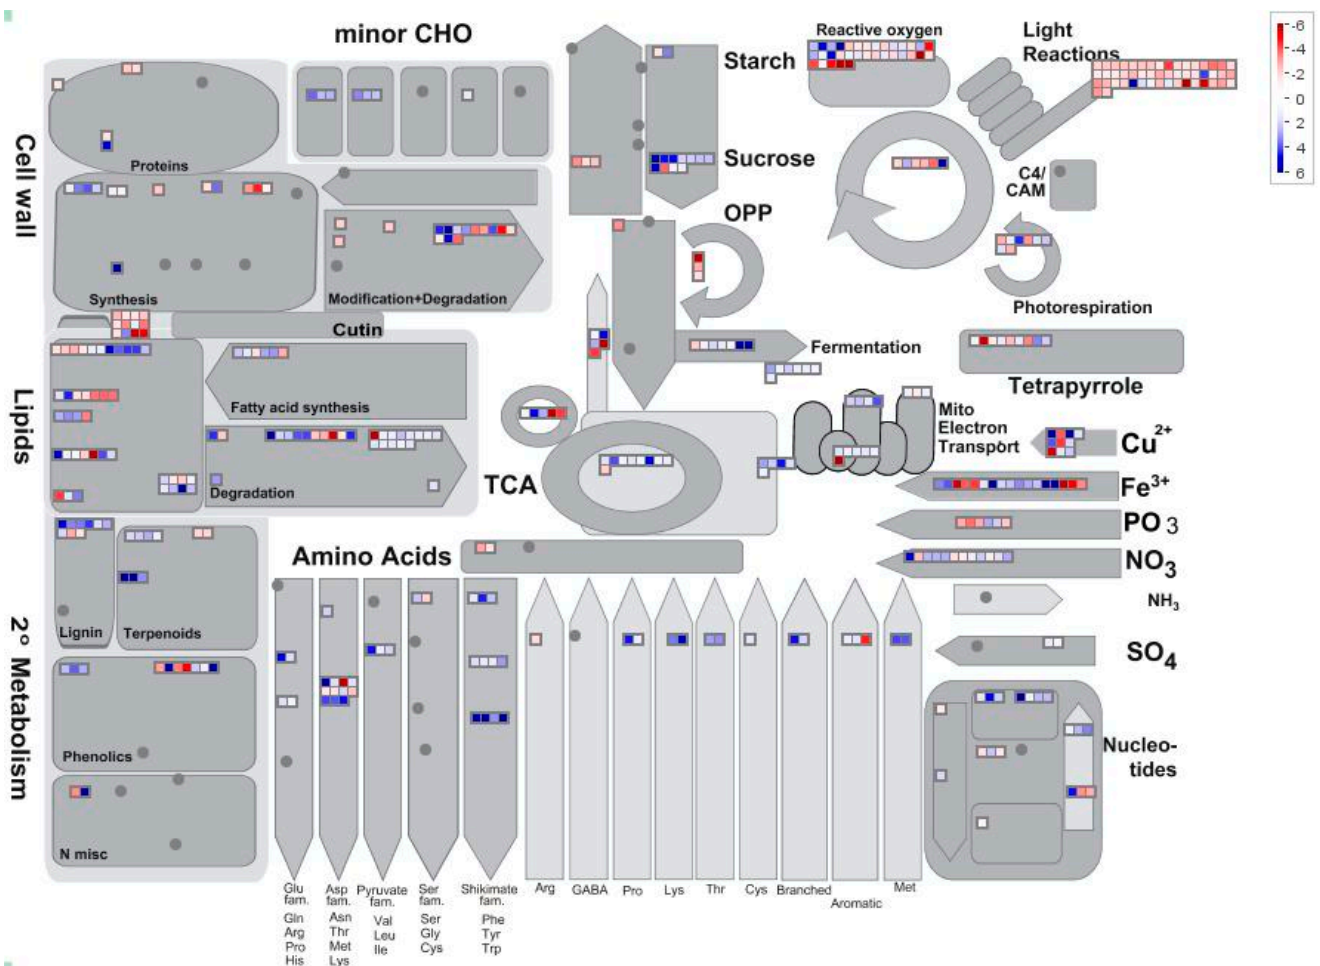 minor CHO
Reactive oxygen
Light
Reactions
-6
-4
-2
0
2
4
6
Starch
Cell wall
Proteins
Sucrose
C4/
CAM
OPP
Synthesis
Modification+Degradation
Photorespiration
Cutin
Fermentation
Lipids
Fatty acid synthesis
Tetrapyrrole
Mito
Electron
Transport
Cu2+
TCA
Degradation
Fe3+
PO 3
Amino Acids
NO3
NH3
2° Metabolism
Lignin
Terpenoids
SO4
Phenolics
Nucleo-
tides
N misc
Glu
fam.
Gln
Arg
Pro
His
Asp
fam.
Asn
Thr
Met
Lys
Pyruvate
fam.
Val
Leu
Ile
Ser
fam.
Ser
Gly
Cys
Shikimate
fam.
Phe
Tyr
Trp
Arg
GABA
Pro
Lys
Thr
Cys
Branched
Aromatic
Met